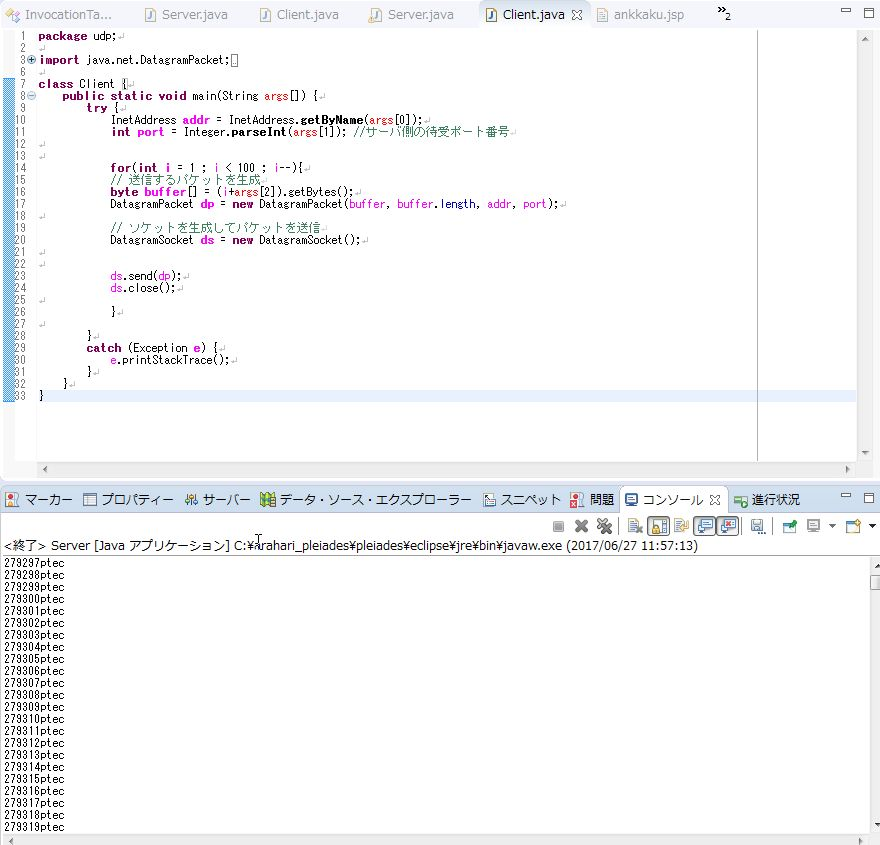 InvocationTa...
Server.java
Client.java
Server.java
Client.java
ankkaku.jsp
»2
1 package udp;
2
3 import java.net.DatagramPacket;
6
7 class Client {
8 public static void main(String args[]) {
9 try {
10 InetAddress addr = InetAddress.getByName(args[0]);
11 int port = Integer.parseInt(args[1]); //サーバ側の待受ポート番号
12
13
14 for(int i = 1 ; i < 100 ; i--){
15 // 送信するパケットを生成
16 byte buffer[] = (i+args[2]).getBytes();
17 DatagramPacket dp = new DatagramPacket(buffer, buffer.length, addr, port);
18
19 // ソケットを生成してパケットを送信
20 DatagramSocket ds = new DatagramSocket();
21
22
23 ds.send(dp);
24 ds.close();
25
26 }
27
28 }
29 catch (Exception e) {
30 e.printStackTrace();
31 }
32 }
33 }
マーカー
プロパティー
サーバー
データ・ソース・エクスプローラー
スニペット
問題
コンソール
進行状況
<終了> Server [Java アプリケーション] C:¥arahari_pleiades¥pleiades¥eclipse¥jre¥bin¥javaw.exe (2017/06/27 11:57:13)
279297ptec
279298ptec
279299ptec
279300ptec
279301ptec
279302ptec
279303ptec
279304ptec
279305ptec
279306ptec
279307ptec
279308ptec
279309ptec
279310ptec
279311ptec
279312ptec
279313ptec
279314ptec
279315ptec
279316ptec
279317ptec
279318ptec
279319ptec